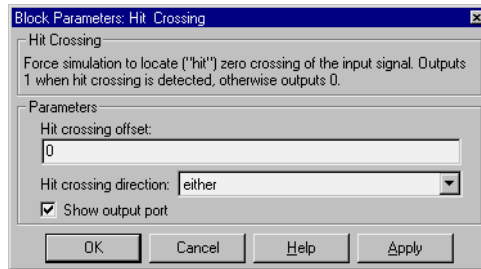 Block Parameters: Hit Crossing
Hit Crossing
Force simulation to locate ("hit") zero crossing of the input signal. Outputs
1 when hit crossing is detected, otherwise outputs 0.
Parameters
Hit crossing offset:
0
Hit crossing direction: either
Show output port
OK Cancel Help Apply